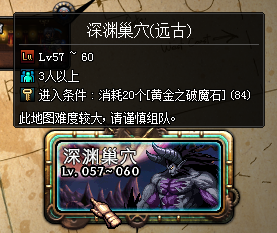 深渊巢穴(远古)
Lv Lv57 ~ 60
3人以上
进入条件：消耗20个[黄金之破魔石] (84)
此地图难度较大，请谨慎组队。
深渊巢穴
Lv. 057~060